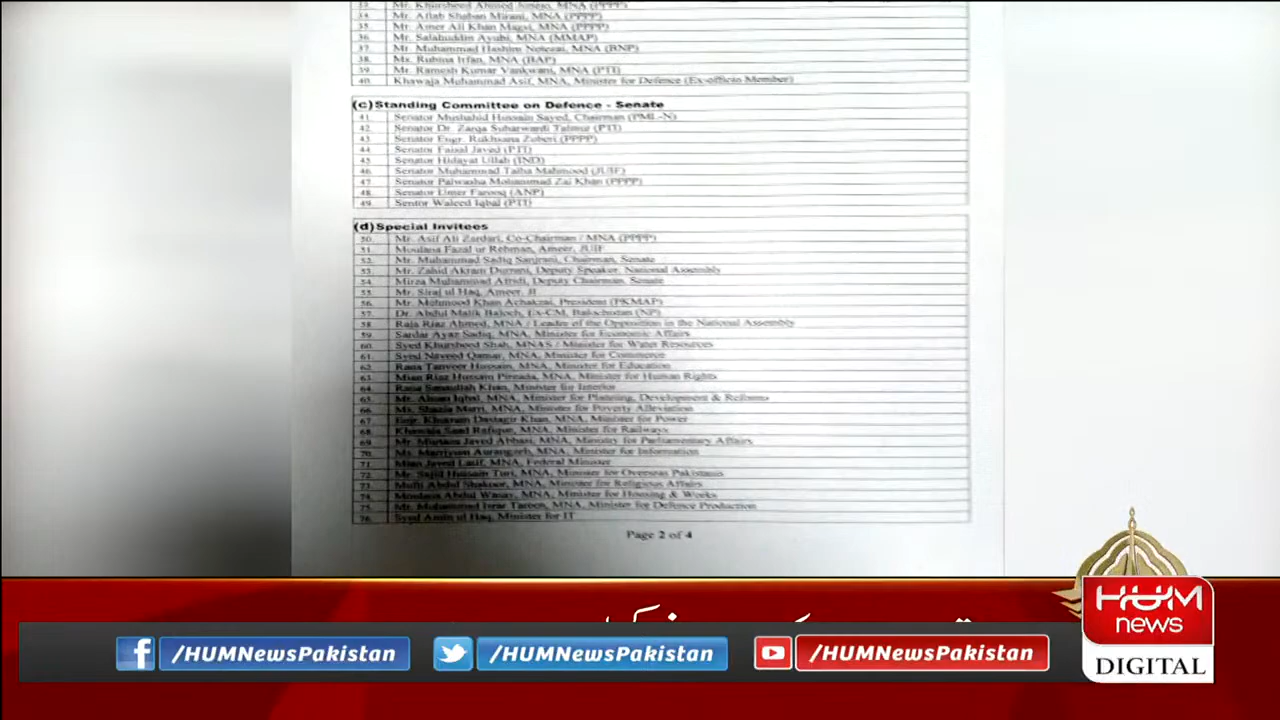 33. Mr. Khursheed Ahmed Junejo, MNA (PPPP)
34. Mr. Aftab Shaban Mirani, MNA (PPPP)
35. Mr. Amer Ali Khan Magsi, MNA (PPPP)
36. Mr. Salahuddin Ayubi, MNA (MMAP)
37. Mr. Muhammad Hashim Notezai, MNA (BNP)
38. Ms. Rubina Irfan, MNA (BAP)
39. Mr. Ramesh Kumar Vankwani, MNA (PTI)
40. Khawaja Muhammad Asif, MNA, Minister for Defence (Ex-officio Member)
(c)Standing Committee on Defence - Senate
41. Senator Mushahid Hussain Sayed, Chairman (PML-N)
42. Senator Dr. Zarqa Suharwardi Taimur (PTI)
43. Senator Engr. Rukhsana Zuberi (PPPP)
44. Senator Faisal Javed (PTI)
45. Senator Hidayat Ullah (IND)
46. Senator Muhammad Talha Mahmood (JUIF)
47. Senator Palwasha Mohammad Zai Khan (PPPP)
48. Senator Umer Farooq (ANP)
49. Sentor Waleed Iqbal (PTI)
(d)Special Invitees
50. Mr. Asif Ali Zardari, Co-Chairman / MNA (PPPP)
51. Moulana Fazal ur Rehman, Ameer, JUIF
52. Mr. Muhammad Sadiq Sanjrani, Chairman, Senate
53. Mr. Zahid Akram Durrani, Deputy Speaker, National Assembly
54. Mirza Muhammad Afridi, Deputy Chairman, Senate
55. Mr. Siraj ul Haq, Ameer, JI
56. Mr. Mehmood Khan Achakzai, President (PKMAP)
57. Dr. Abdul Malik Baloch, Ex-CM, Balochistan (NP)
58. Raja Riaz Ahmed, MNA / Leader of the Opposition in the National Assembly
59. Sardar Ayaz Sadiq, MNA, Minister for Economic Affairs
60. Syed Khursheed Shah, MNAS / Minister for Water Resources
61. Syed Naveed Qamar, MNA, Minister for Commerce
62. Rana Tanveer Hussain, MNA, Minister for Education
63. Mian Riaz Hussain Pirzada, MNA, Minister for Human Rights
64. Rana Sanaullah Khan, Minister for Interior
65. Mr. Ahsan Iqbal, MNA, Minister for Planning, Development & Reforms
66. Ms. Shazia Marri, MNA, Minister for Poverty Alleviation
67. Engr. Khurram Dastagir Khan, MNA, Minister for Power
68. Khawaja Saad Rafique, MNA, Minister for Railways
69. Mr. Murtaza Javed Abbasi, MNA, Ministry for Parliamentary Affairs
70. Ms. Marriyum Aurangzeb, MNA, Minister for Information
71. Mian Javed Latif, MNA, Federal Minister
72. Mr. Sajid Hussain Turi, MNA, Minister for Overseas Pakistanis
73. Mufti Abdul Shakoor, MNA, Minister for Religious Affairs
74. Moulana Abdul Wasay, MNA, Minister for Housing & Works
75. Mr. Muhammad Israr Tareen, MNA, Minister for Defence Production
76. Syed Amin ul Haq, Minister for IT
Page 2 of 4
/HUMNewsPakistan /HUMNewsPakistan /HUMNewsPakistan
HUM
news
DIGITAL